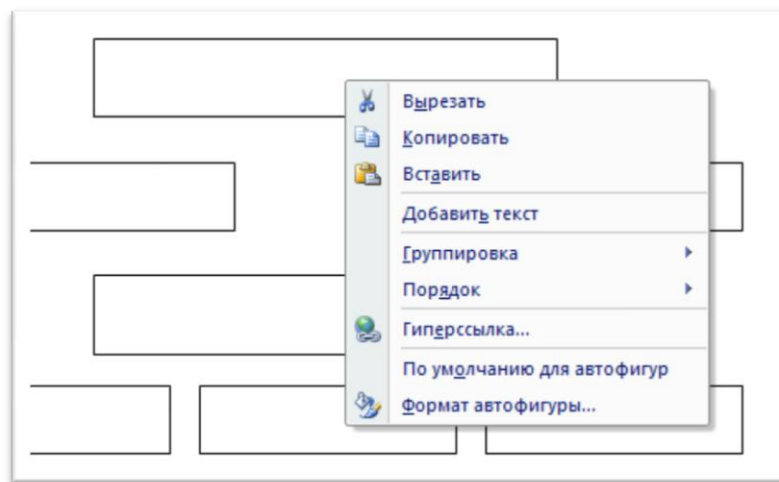 Вырезать
Копировать
Вставить
Добавить текст
Группировка
Порядок
Гиперссылка...
По умолчанию для автофигур
Формат автофигуры...